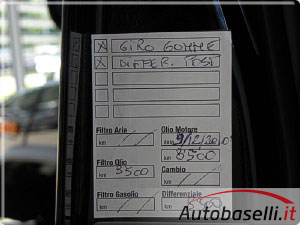 X GIRO GOMME
X DIFFER. POST
Filtro Aria
km
Olio Motore
9/12/2010
km 8500
Filtro Olio
km 8500
Cambio
km
Filtro Gasolio
km
Differenziale
km
Autobaselli.it